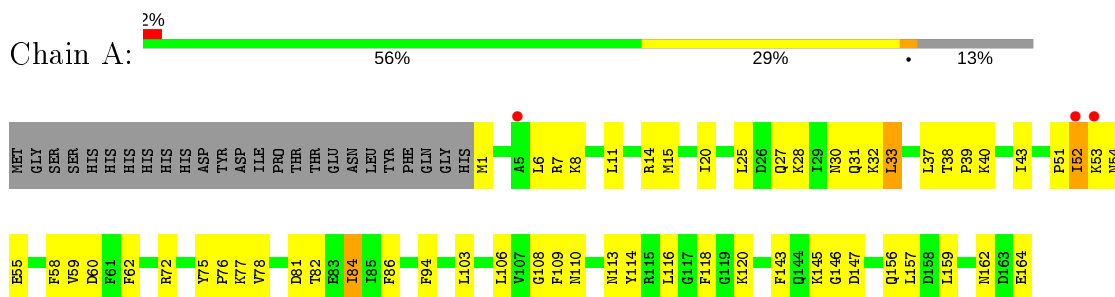 2%
Chain A:
56% 29% • 13%
MET GLY SER SER HIS HIS HIS HIS HIS HIS ASP TYR ASP ILE PRO THR THR GLU ASN LEU TYR PHE GLN GLY HIS M1 A5 L6 R7 K8 L11 R14 M15 I20 L25 D26 Q27 K28 I29 N30 Q31 K32 L33 L37 T38 P39 K40 I43 P51 I52 K53 N54
E55 F58 V59 D60 F61 F62 R72 Y75 P76 K77 V78 D81 T82 E83 I84 I85 F86 F94 L103 L106 V107 G108 F109 N110 N113 Y114 R115 L116 G117 F118 G119 K120 F143 Q144 K145 G146 D147 Q156 L157 D158 L159 N162 D163 E164